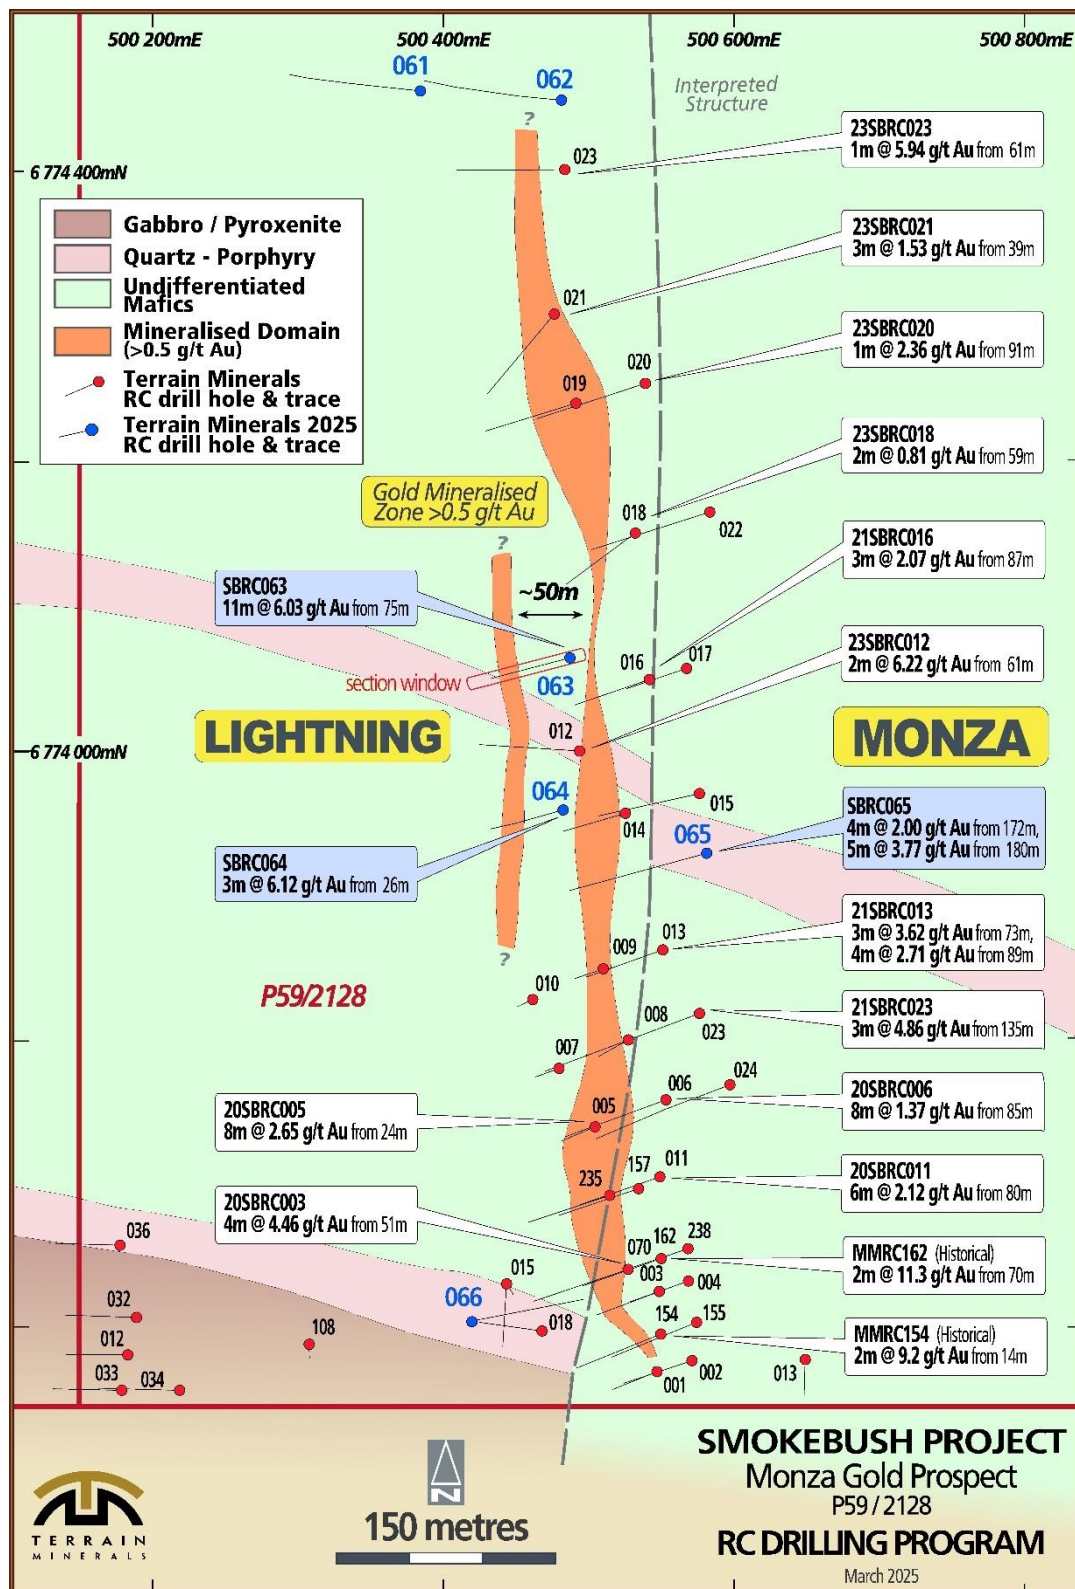 500 200mE
500 400mE
500 600mE
500 800mE
061
062
Interpreted
Structure
?
023
23SBRC023
1m @ 5.94 g/t Au from 61m
6 774 400mN
Gabbro / Pyroxenite
Quartz - Porphyry
Undifferentiated
Mafics
Mineralised Domain
(>0.5 g/t Au)
Terrain Minerals
RC drill hole & trace
Terrain Minerals 2025
RC drill hole & trace
23SBRC021
3m @ 1.53 g/t Au from 39m
021
23SBRC020
1m @ 2.36 g/t Au from 91m
020
019
23SBRC018
2m @ 0.81 g/t Au from 59m
Gold Mineralised
Zone >0.5 g/t Au
018
022
?
21SBRC016
3m @ 2.07 g/t Au from 87m
SBRC063
11m @ 6.03 g/t Au from 75m
~50m
23SBRC012
2m @ 6.22 g/t Au from 61m
016
017
section window
063
LIGHTNING
012
MONZA
6 774 000mN
064
015
014
065
SBRC065
4m @ 2.00 g/t Au from 172m,
5m @ 3.77 g/t Au from 180m
SBRC064
3m @ 6.12 g/t Au from 26m
21SBRC013
3m @ 3.62 g/t Au from 73m,
4m @ 2.71 g/t Au from 89m
013
009
?
010
P59/2128
21SBRC023
3m @ 4.86 g/t Au from 135m
008
023
007
024
006
20SBRC006
8m @ 1.37 g/t Au from 85m
20SBRC005
8m @ 2.65 g/t Au from 24m
005
157
011
20SBRC011
6m @ 2.12 g/t Au from 80m
235
20SBRC003
4m @ 4.46 g/t Au from 51m
036
162
238
070
MMRC162 (Historical)
2m @ 11.3 g/t Au from 70m
003
004
015
066
032
018
154
155
MMRC154 (Historical)
2m @ 9.2 g/t Au from 14m
012
108
033
034
001
002
013
SMOKEBUSH PROJECT
Monza Gold Prospect
P59 / 2128
RC DRILLING PROGRAM
March 2025
N
150 metres
TERRAIN
MINERALS